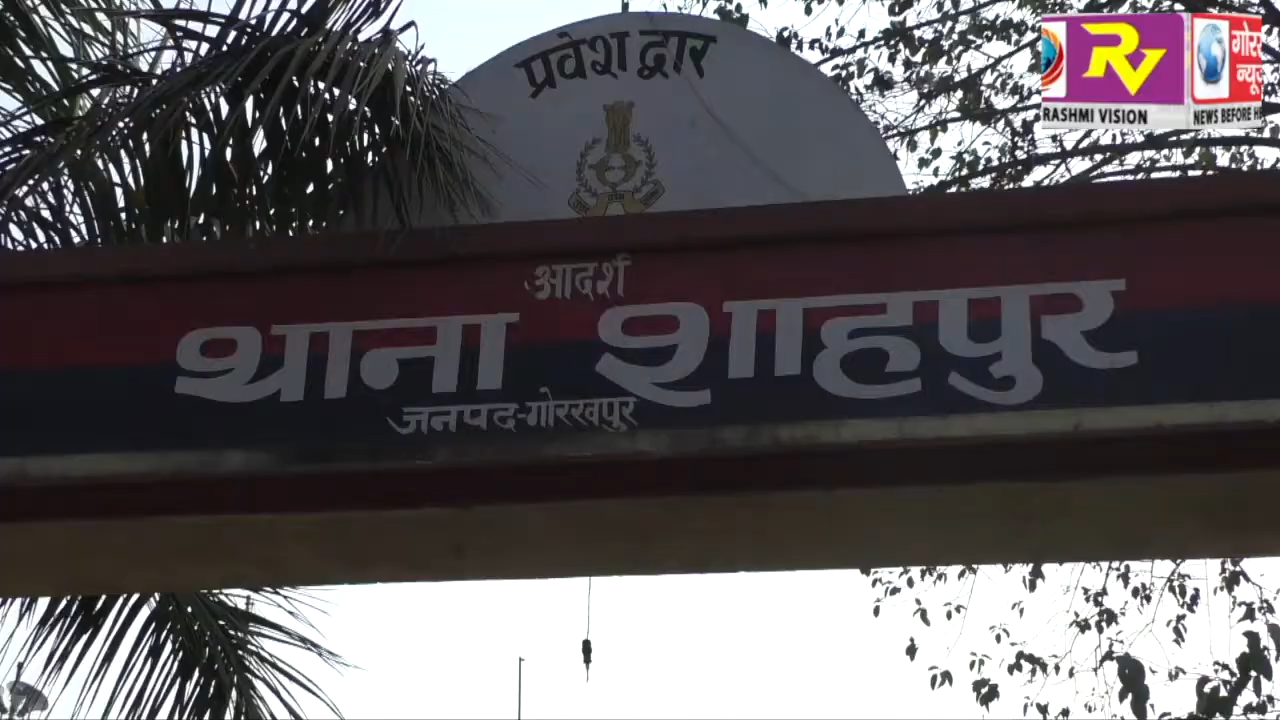 प्रवेश द्वार
आदर्श
थाना शाहपुर
जनपद-गोरखपुर
RV
RASHMI VISION
न्यूज़
NEWS BEFORE